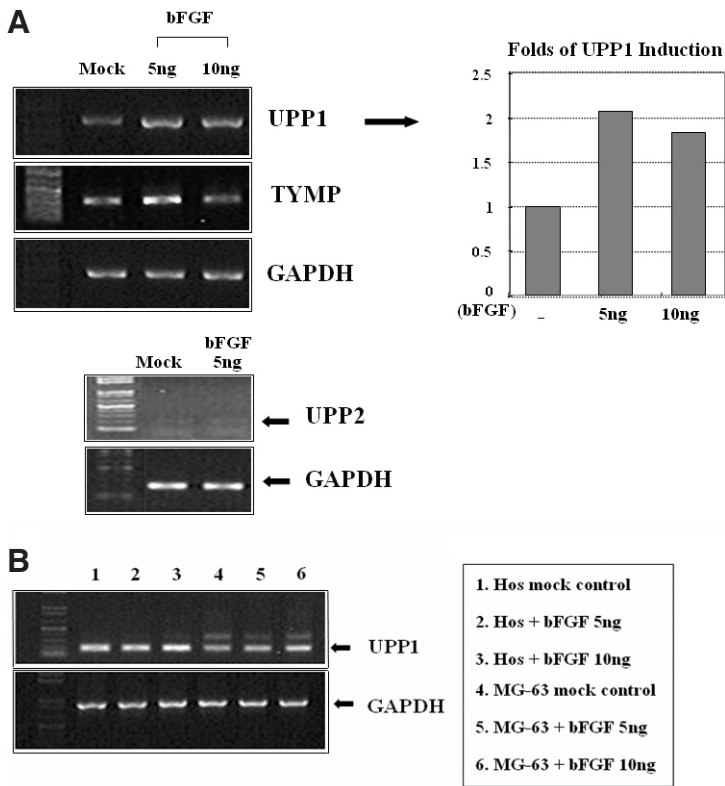 A
bFGF
Mock 5ng 10ng
UPP1
TYMP
GAPDH
Folds of UPP1 Induction
2.5
2
1.5
1
0.5
0
(bFGF) - 5ng 10ng
Mock bFGF 5ng
UPP2
GAPDH
B
1 2 3 4 5 6
UPP1
GAPDH
1. Hos mock control
2. Hos + bFGF 5ng
3. Hos + bFGF 10ng
4. MG-63 mock control
5. MG-63 + bFGF 5ng
6. MG-63 + bFGF 10ng